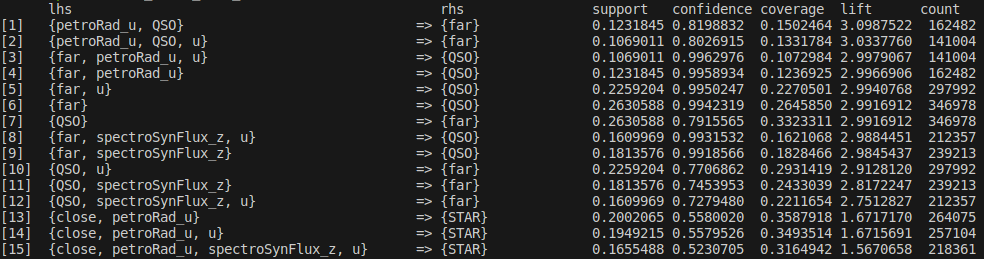 lhs rhs support confidence coverage lift count
[1] {petroRad_u, QSO} => {far} 0.1231845 0.8198832 0.1502464 3.0987522 162482
[2] {petroRad_u, QSO, u} => {far} 0.1069011 0.8026915 0.1331784 3.0337760 141004
[3] {far, petroRad_u, u} => {QSO} 0.1069011 0.9962976 0.1072984 2.9979067 141004
[4] {far, petroRad_u} => {QSO} 0.1231845 0.9958934 0.1236925 2.9966906 162482
[5] {far, u} => {QSO} 0.2259204 0.9950247 0.2270501 2.9940768 297992
[6] {far} => {QSO} 0.2630588 0.9942319 0.2645850 2.9916912 346978
[7] {QSO} => {far} 0.2630588 0.7915565 0.3323311 2.9916912 346978
[8] {far, spectroSynFlux_z, u} => {QSO} 0.1609969 0.9931532 0.1621068 2.9884451 212357
[9] {far, spectroSynFlux_z} => {QSO} 0.1813576 0.9918566 0.1828466 2.9845437 239213
[10] {QSO, u} => {far} 0.2259204 0.7706862 0.2931419 2.9128120 297992
[11] {QSO, spectroSynFlux_z} => {far} 0.1813576 0.7453953 0.2433039 2.8172247 239213
[12] {QSO, spectroSynFlux_z, u} => {far} 0.1609969 0.7279480 0.2211654 2.7512827 212357
[13] {close, petroRad_u} => {STAR} 0.2002065 0.5580020 0.3587918 1.6717170 264075
[14] {close, petroRad_u, u} => {STAR} 0.1949215 0.5579526 0.3493514 1.6715691 257104
[15] {close, petroRad_u, spectroSynFlux_z, u} => {STAR} 0.1655488 0.5230705 0.3164942 1.5670658 218361